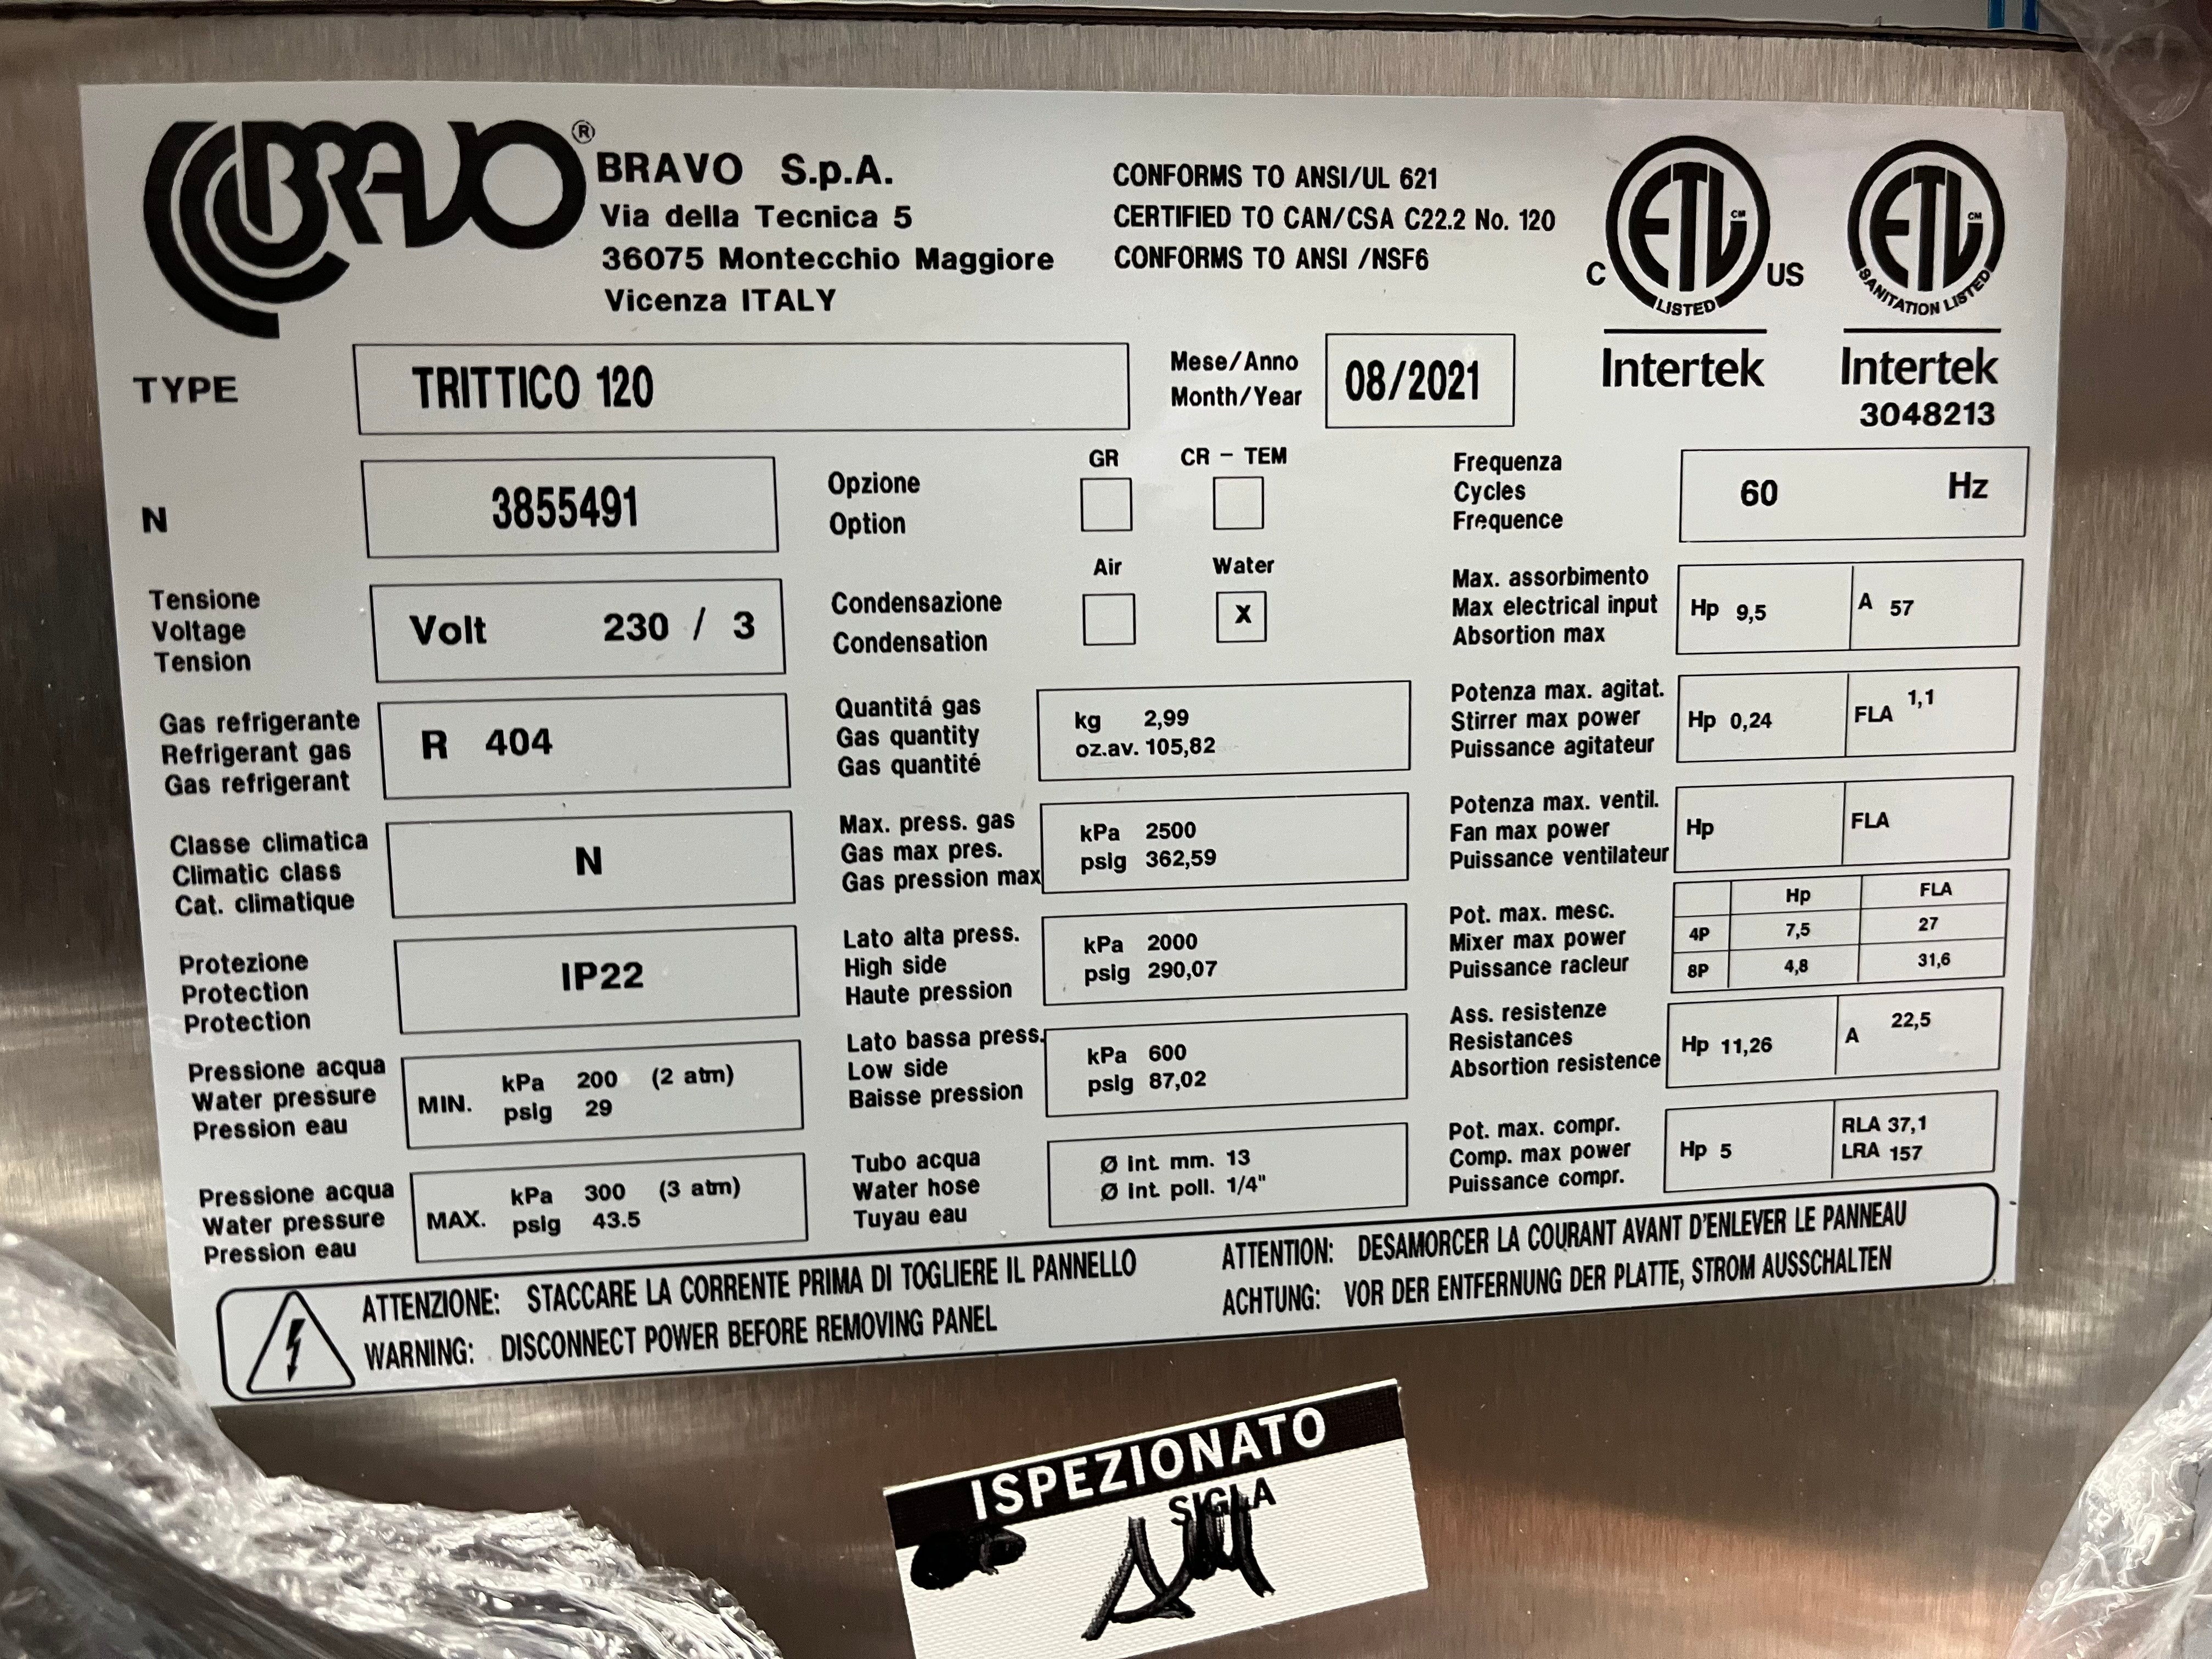 BRAVO ®
BRAVO S.p.A.
Via della Tecnica 5
36075 Montecchio Maggiore
Vicenza ITALY
CONFORMS TO ANSI/UL 621
CERTIFIED TO CAN/CSA C22.2 No. 120
CONFORMS TO ANSI /NSF6
C ETL CM US
LISTED
Intertek
ETL CM
SANITATION LISTED
Intertek
3048213
TYPE TRITTICO 120
Mese/Anno
Month/Year
08/2021
N 3855491
Opzione
Option
GR CR – TEM
Frequenza
Cycles
Frequence
60 Hz
Tensione
Voltage
Tension
Volt 230 / 3
Condensazione
Condensation
Air Water
X
Max. assorbimento
Max electrical input
Absortion max
Hp 9,5 A 57
Gas refrigerante
Refrigerant gas
Gas refrigerant
R 404
Quantitá gas
Gas quantity
Gas quantité
kg 2,99
oz.av. 105,82
Potenza max. agitat.
Stirrer max power
Puissance agitateur
Hp 0,24 FLA 1,1
Classe climatica
Climatic class
Cat. climatique
N
Max. press. gas
Gas max pres.
Gas pression max
kPa 2500
psig 362,59
Potenza max. ventil.
Fan max power
Puissance ventilateur
Hp FLA
Protezione
Protection
Protection
IP22
Lato alta press.
High side
Haute pression
kPa 2000
psig 290,07
Pot. max. mesc.
Mixer max power
Puissance racleur
Hp FLA
4P 7,5 27
8P 4,8 31,6
Pressione acqua
Water pressure
Pression eau
MIN. kPa 200 (2 atm)
psig 29
Lato bassa press.
Low side
Baisse pression
kPa 600
psig 87,02
Ass. resistenze
Resistances
Absortion resistence
Hp 11,26 A 22,5
Pressione acqua
Water pressure
Pression eau
MAX. kPa 300 (3 atm)
psig 43.5
Tubo acqua
Water hose
Tuyau eau
Ø int. mm. 13
Ø int. poll. 1/4"
Pot. max. compr.
Comp. max power
Puissance compr.
Hp 5 RLA 37,1
LRA 157
ATTENZIONE: STACCARE LA CORRENTE PRIMA DI TOGLIERE IL PANNELLO
WARNING: DISCONNECT POWER BEFORE REMOVING PANEL
ATTENTION: DESAMORCER LA COURANT AVANT D'ENLEVER LE PANNEAU
ACHTUNG: VOR DER ENTFERNUNG DER PLATTE, STROM AUSSCHALTEN
ISPEZIONATO
SIGLA